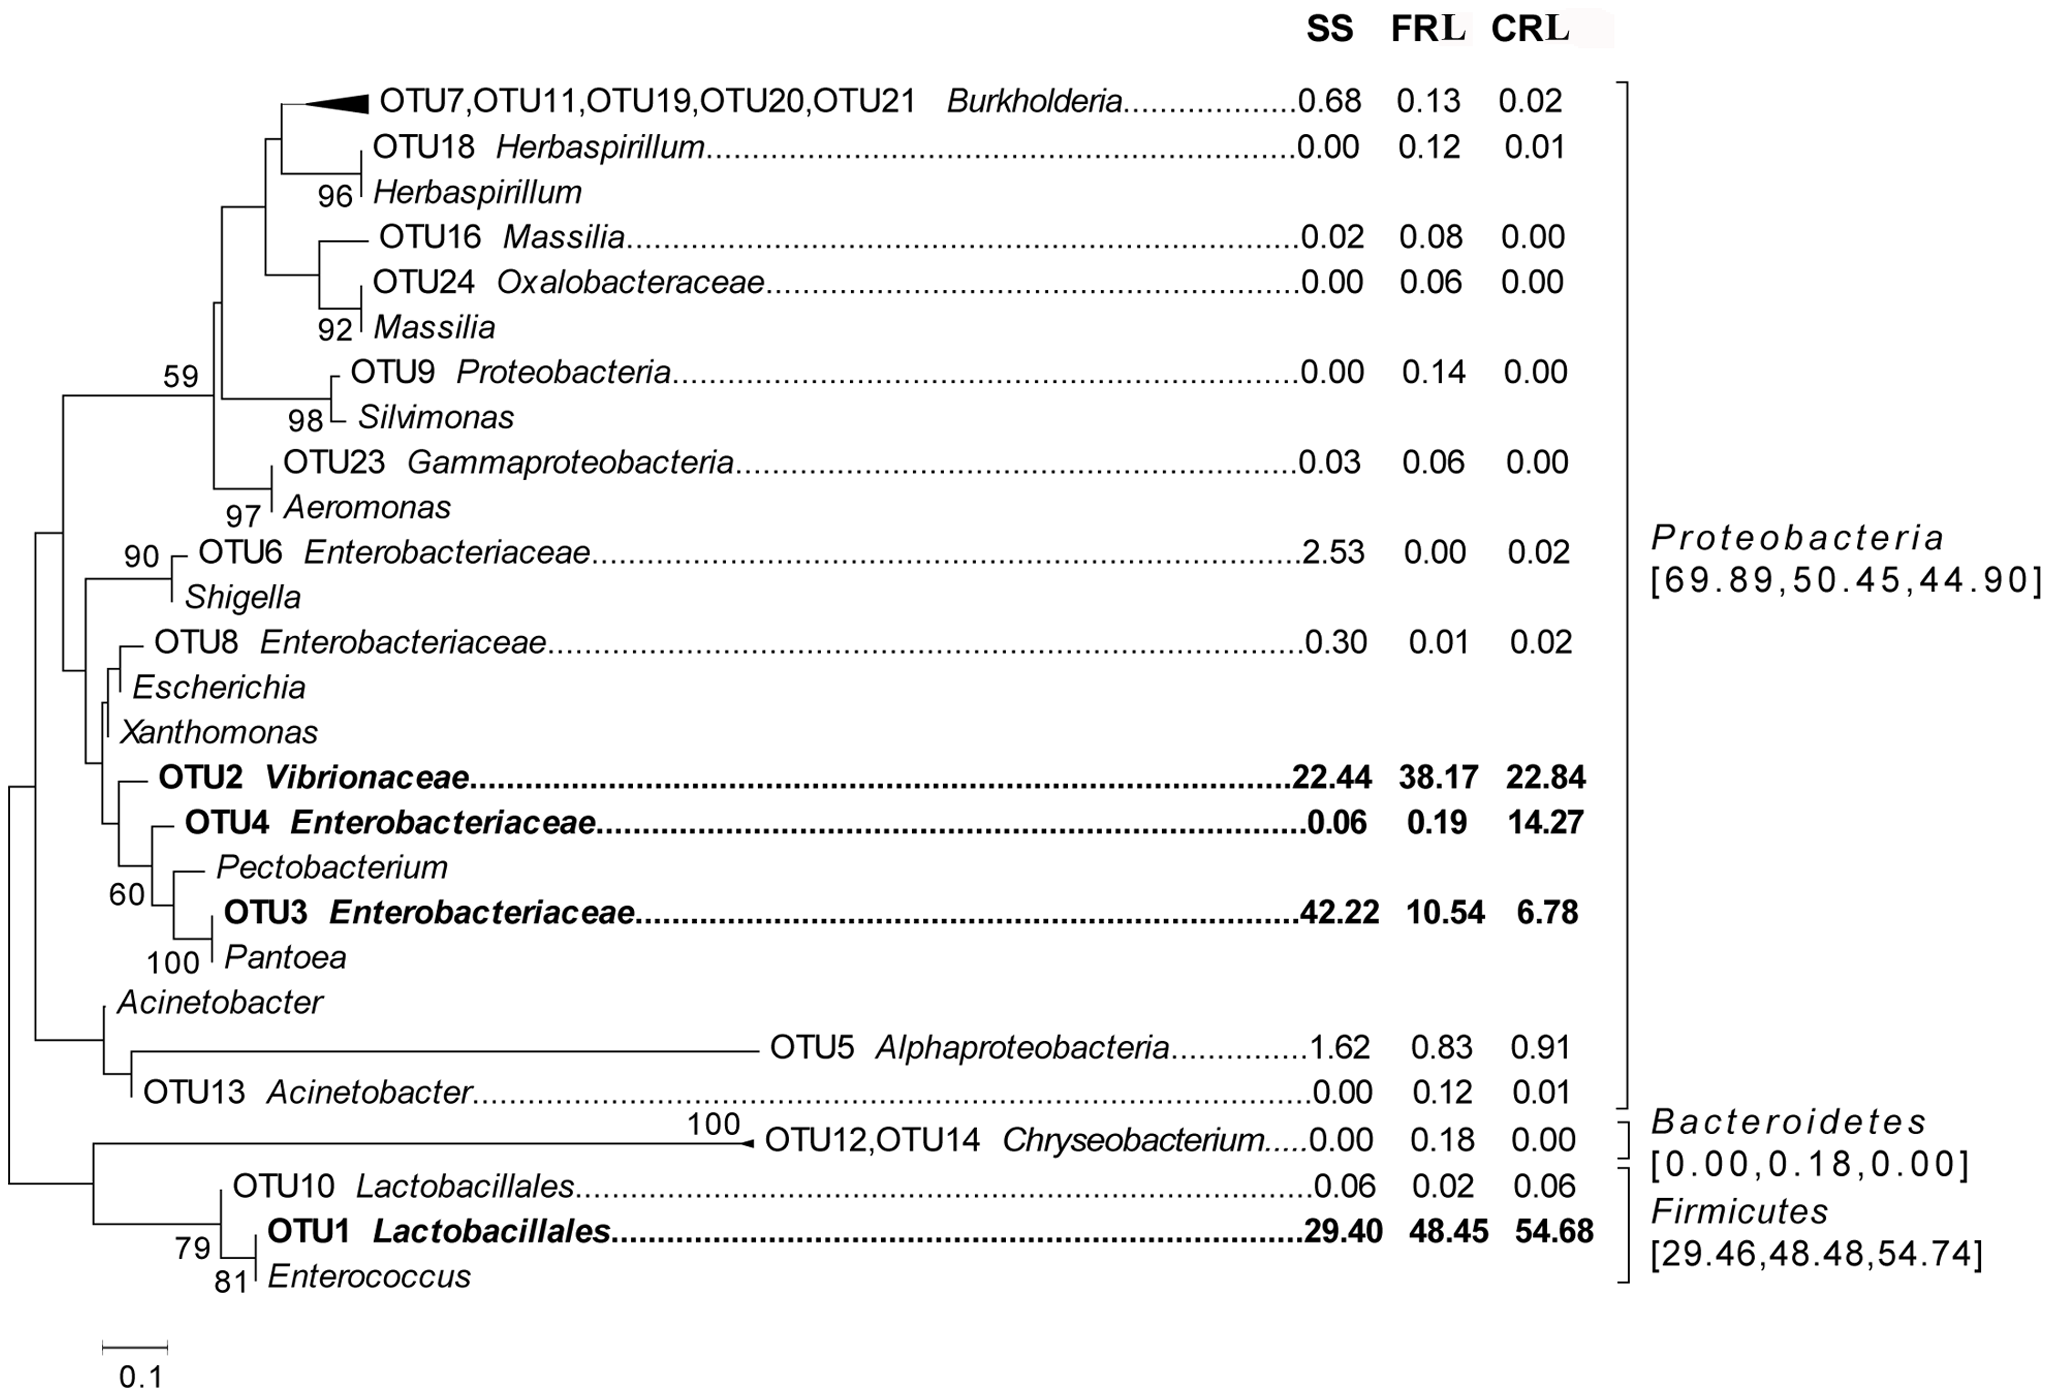 SS FRL CRL
OTU7,OTU11,OTU19,OTU20,OTU21 Burkholderia...............................0.68 0.13 0.02
OTU18 Herbaspirillum................................................................0.00 0.12 0.01
96 Herbaspirillum
OTU16 Massilia.........................................................................0.02 0.08 0.00
OTU24 Oxalobacteraceae..........................................................0.00 0.06 0.00
92 Massilia
59
OTU9 Proteobacteria....................................................................0.00 0.14 0.00
98 Silvimonas
OTU23 Gammaproteobacteria.............................................................0.03 0.06 0.00
97 Aeromonas
90 OTU6 Enterobacteriaceae.............................................................................2.53 0.00 0.02
Shigella
OTU8 Enterobacteriaceae..................................................................................0.30 0.01 0.02
Escherichia
Xanthomonas
OTU2 Vibrionaceae.........................................................................................22.44 38.17 22.84
OTU4 Enterobacteriaceae.............................................................................0.06 0.19 14.27
Pectobacterium
60
OTU3 Enterobacteriaceae........................................................................42.22 10.54 6.78
100 Pantoea
Acinetobacter
OTU5 Alphaproteobacteria...............1.62 0.83 0.91
OTU13 Acinetobacter...........................................................................................0.00 0.12 0.01
100 OTU12,OTU14 Chryseobacterium.....0.00 0.18 0.00
OTU10 Lactobacillales................................................................................0.06 0.02 0.06
OTU1 Lactobacillales...........................................................................29.40 48.45 54.68
79
81 Enterococcus
Proteobacteria
[69.89,50.45,44.90]
Bacteroidetes
[0.00,0.18,0.00]
Firmicutes
[29.46,48.48,54.74]
0.1